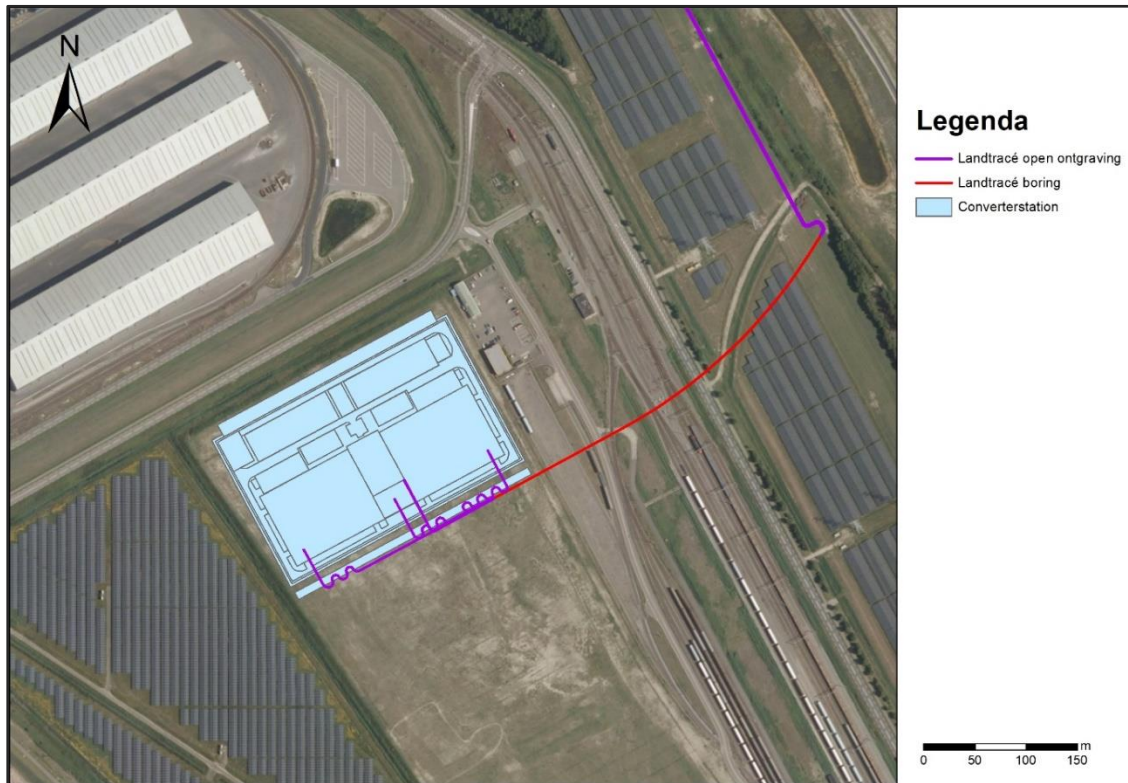 N
Legenda
Landtracé open ontgraving
Landtracé boring
Converterstation
m
0 50 100 150